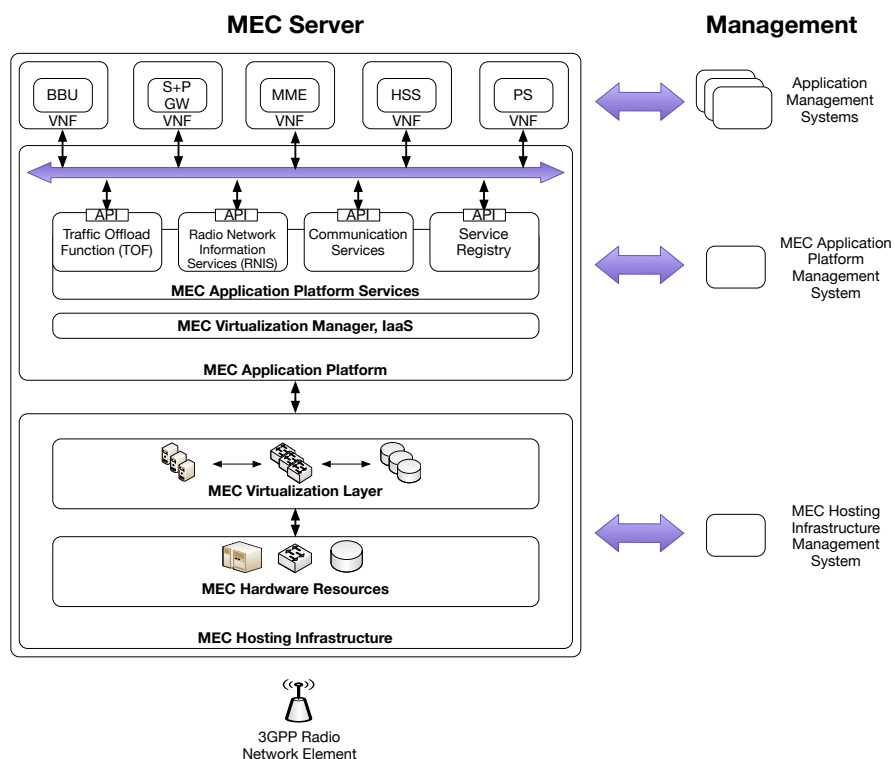 MEC Server
Management
BBU
VNF
S+P
GW
VNF
MME
VNF
HSS
VNF
PS
VNF
Application
Management
Systems
API
Traffic Offload
Function (TOF)
API
Radio Network
Information
Services (RNIS)
API
Communication
Services
API
Service
Registry
MEC Application Platform Services
MEC Application
Platform
Management
System
MEC Virtualization Manager, IaaS
MEC Application Platform
MEC Virtualization Layer
MEC Hardware Resources
MEC Hosting Infrastructure
MEC Hosting
Infrastructure
Management
System
3GPP Radio
Network Element